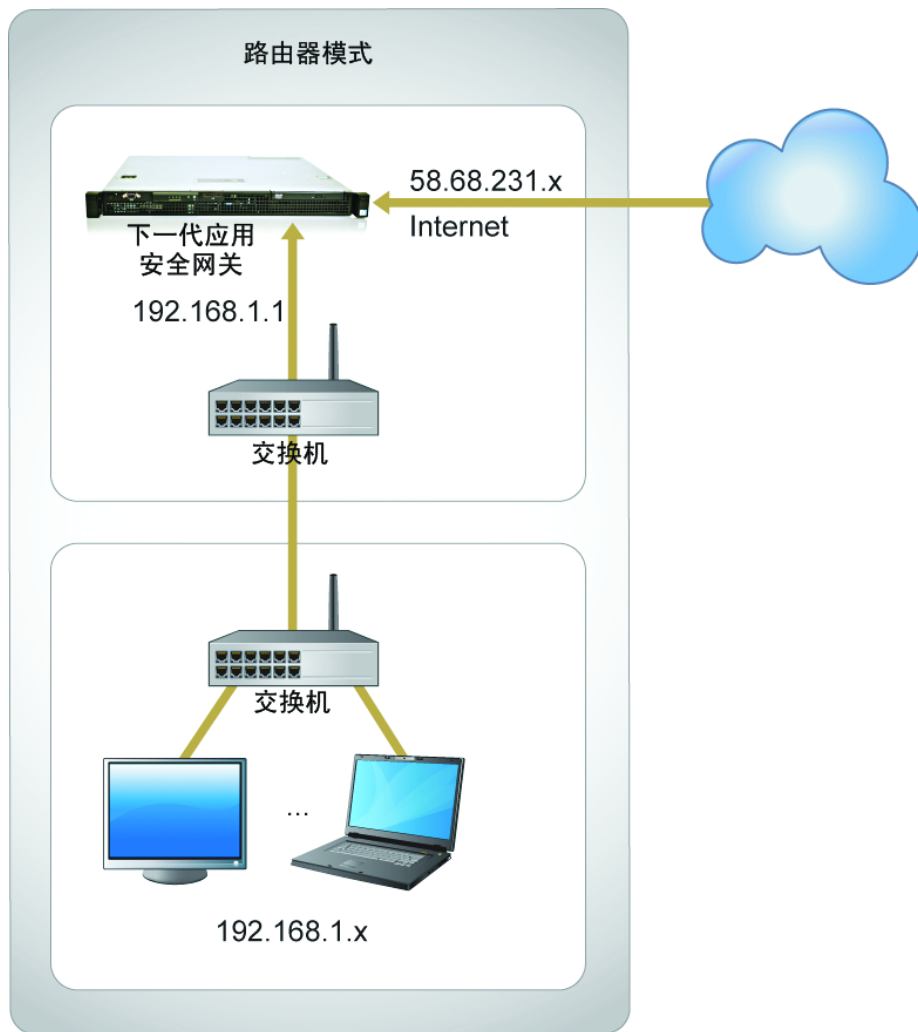 路由器模式
58.68.231.x
Internet
下一代应用
安全网关
192.168.1.1
交换机
交换机
...
192.168.1.x